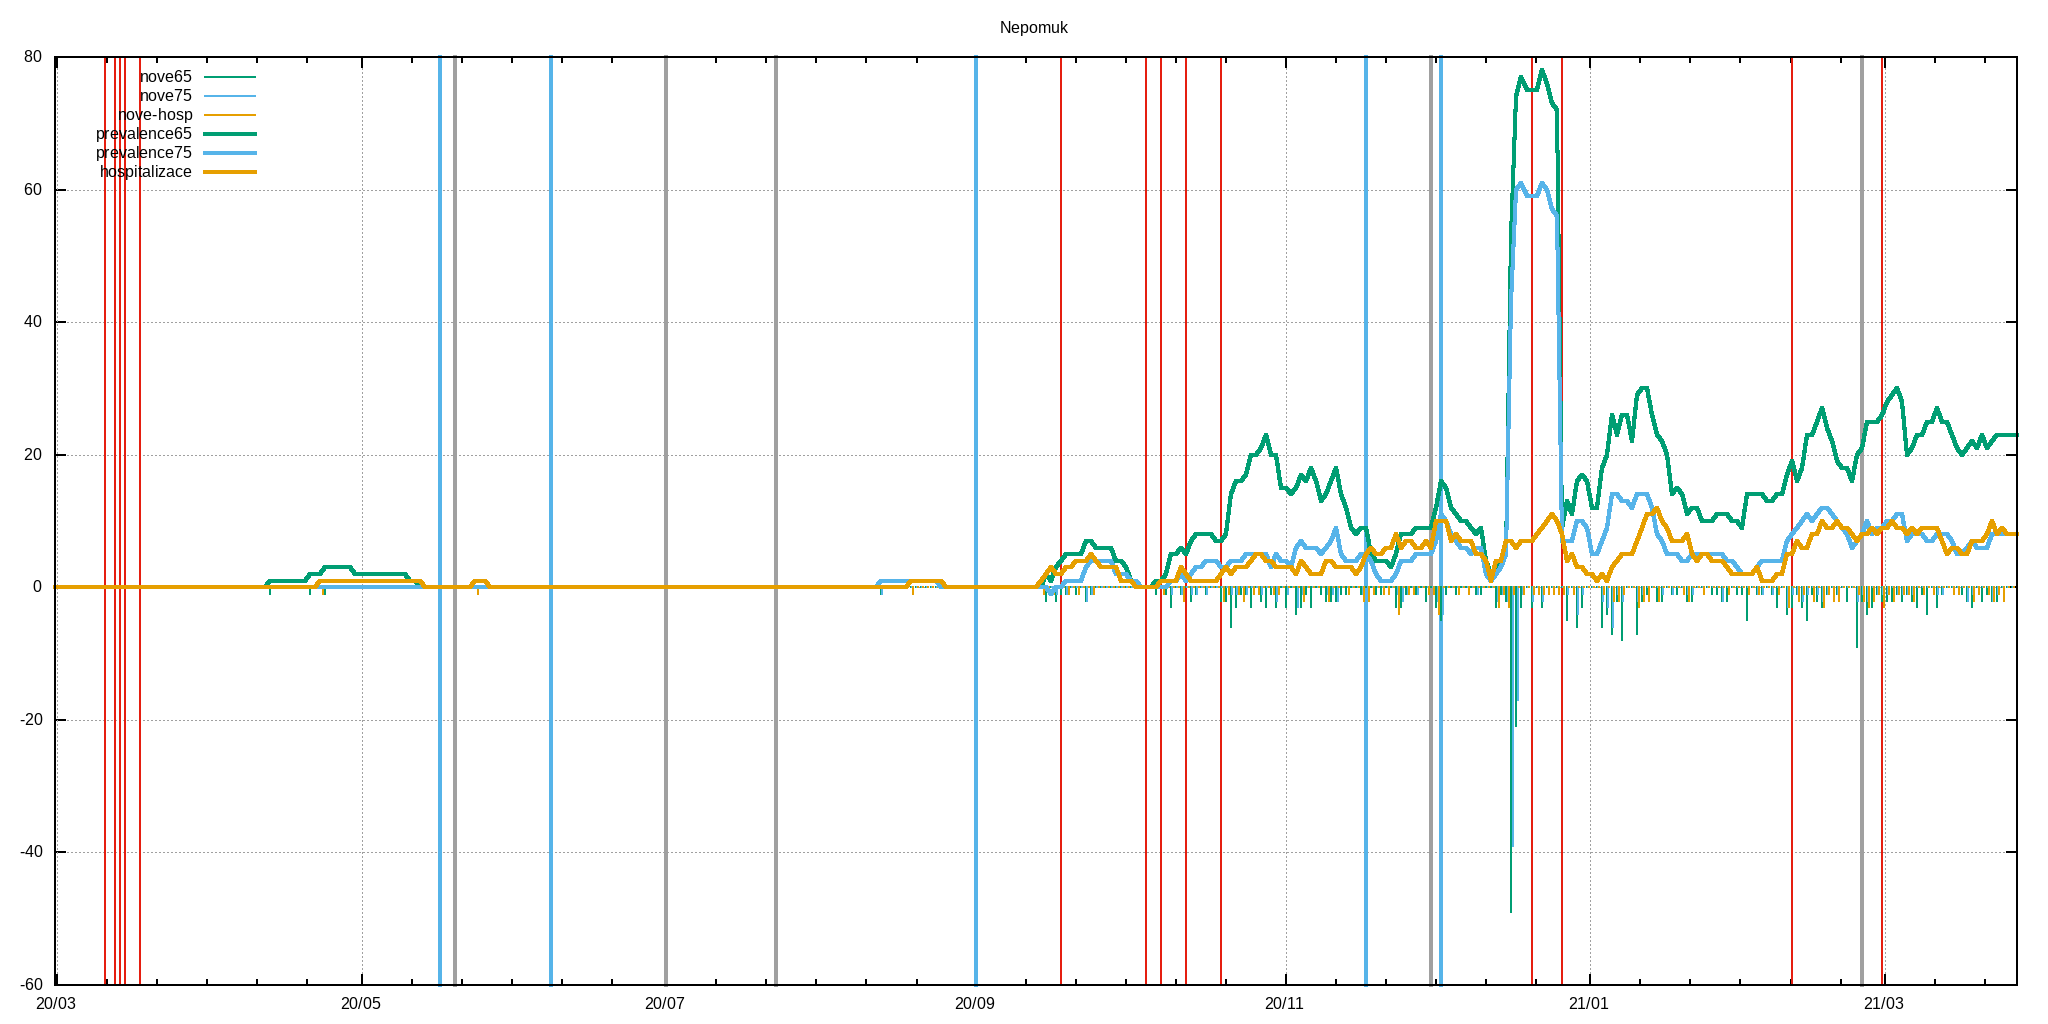 Nepomuk
80
60
40
20
0
-20
-40
-60
nove65
nove75
nove-hosp
prevalence65
prevalence75
hospitalizace
20/03 20/05 20/07 20/09 20/11 21/01 21/03